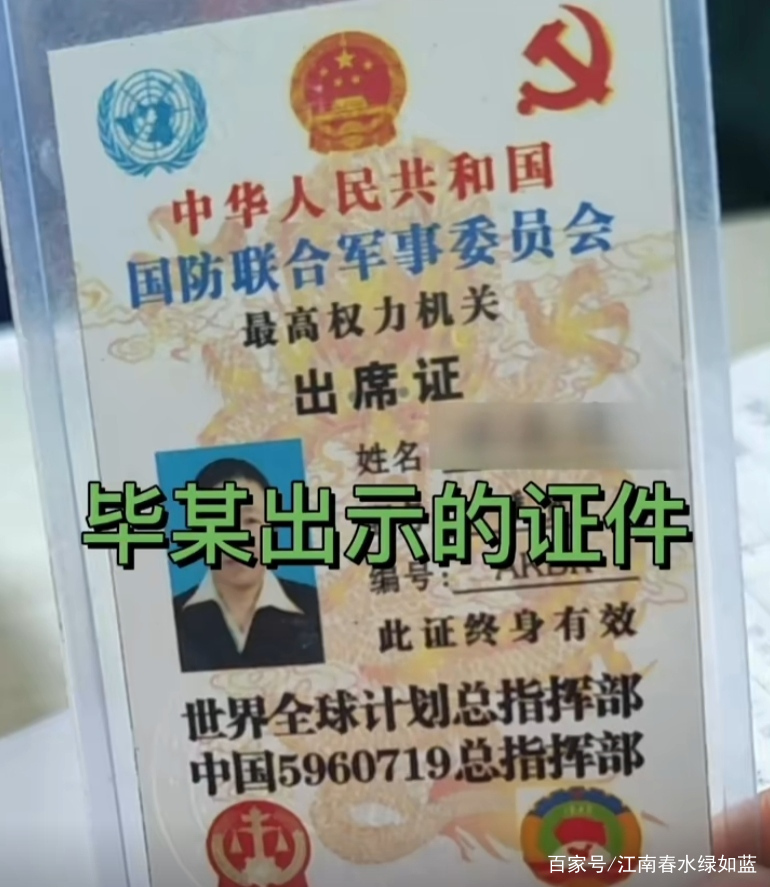 中华人民共和国
国防联合军事委员会
最高权力机关
出席证
姓名
毕某出示的证件
编号:
此证终身有效
世界全球计划总指挥部
中国5960719总指挥部
百家号/江南春水绿如蓝